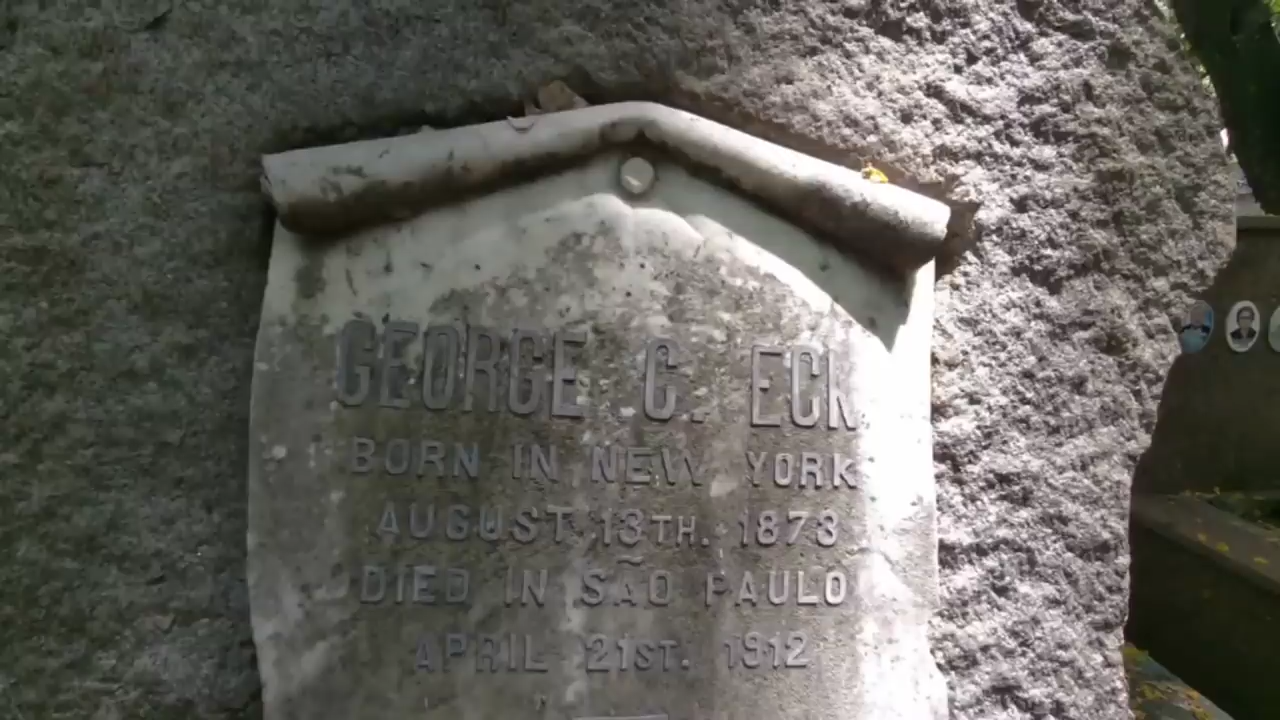 GEORGE C. ECK
BORN IN NEW YORK
AUGUST 13TH. 1873
DIED IN SÃO PAULO
APRIL 21ST. 1912